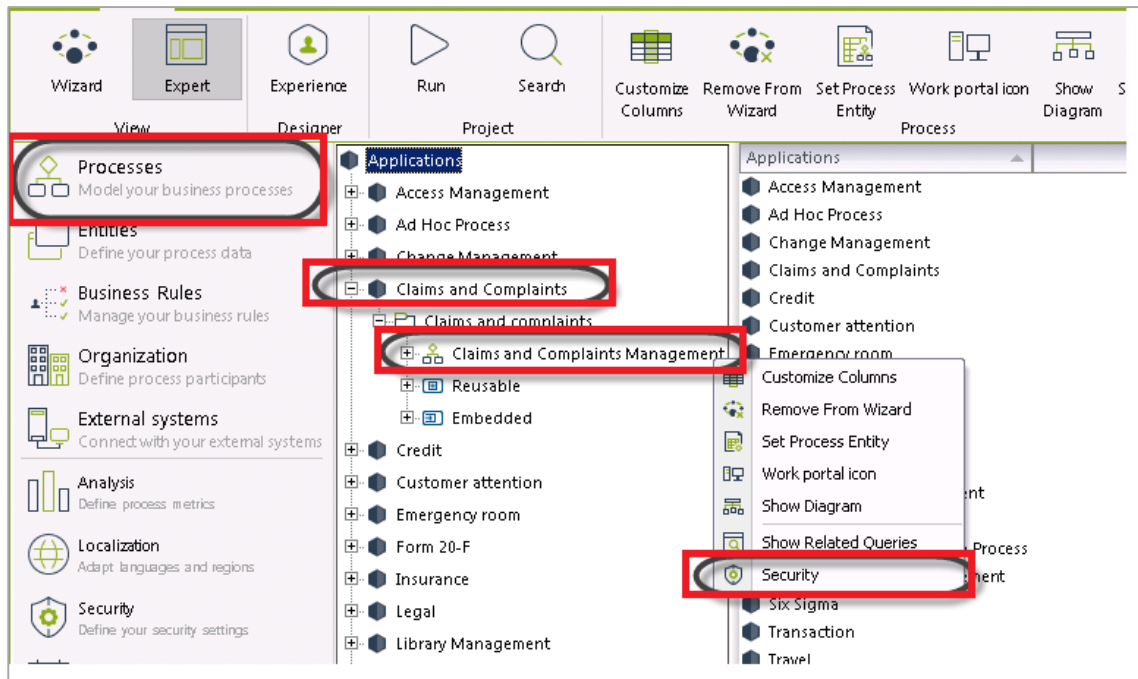 Wizard
Expert
Experience
Run
Search
Customize Columns
Remove From Wizard
Set Process Entity
Work portal icon
Show Diagram
S
View
Designer
Project
Process
Processes
Model your business processes
Entities
Define your process data
Business Rules
Manage your business rules
Organization
Define process participants
External systems
Connect with your external systems
Analysis
Define process metrics
Localization
Adapt languages and regions
Security
Define your security settings
Applications
Access Management
Ad Hoc Process
Change Management
Claims and Complaints
Claims and complaints
Claims and Complaints Management
Reusable
Embedded
Credit
Customer attention
Emergency room
Form 20-F
Insurance
Legal
Library Management
Applications
Access Management
Ad Hoc Process
Change Management
Claims and Complaints
Credit
Customer attention
Emergency room
Customize Columns
Remove From Wizard
Set Process Entity
Work portal icon
Show Diagram
Show Related Queries
Security
Process
Six Sigma
Transaction
Travel